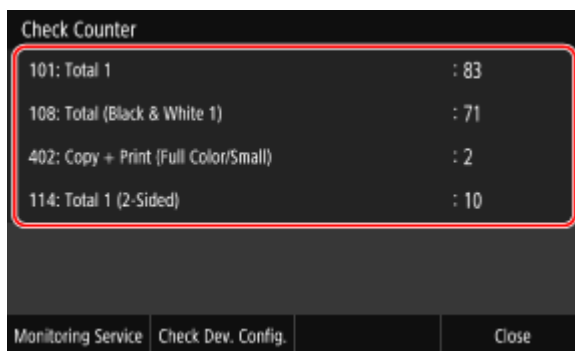 Check Counter
101: Total 1 : 83
108: Total (Black & White 1) : 71
402: Copy + Print (Full Color/Small) : 2
114: Total 1 (2-Sided) : 10
Monitoring Service Check Dev. Config. Close